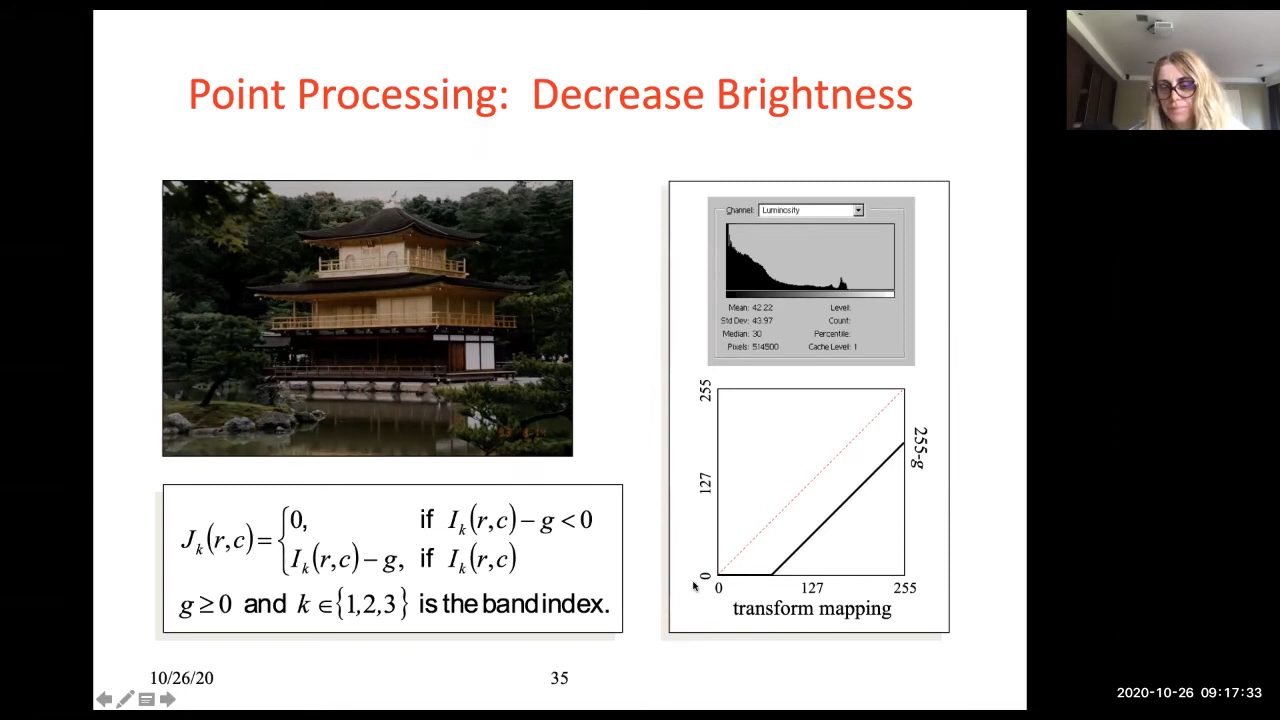 Point Processing: Decrease Brightness
Channel: Luminosity
Mean: 42.22 Level:
Std Dev: 43.97 Count:
Median: 30 Percentile:
Pixels: 514500 Cache Level: 1
255
127
0
255-g
0 127 255
transform mapping
J_k(r,c) = { 0, if I_k(r,c) − g < 0
I_k(r,c) − g, if I_k(r,c)
g ≥ 0 and k ∈ {1,2,3} is the band index.
10/26/20
35
2020-10-26 09:17:33